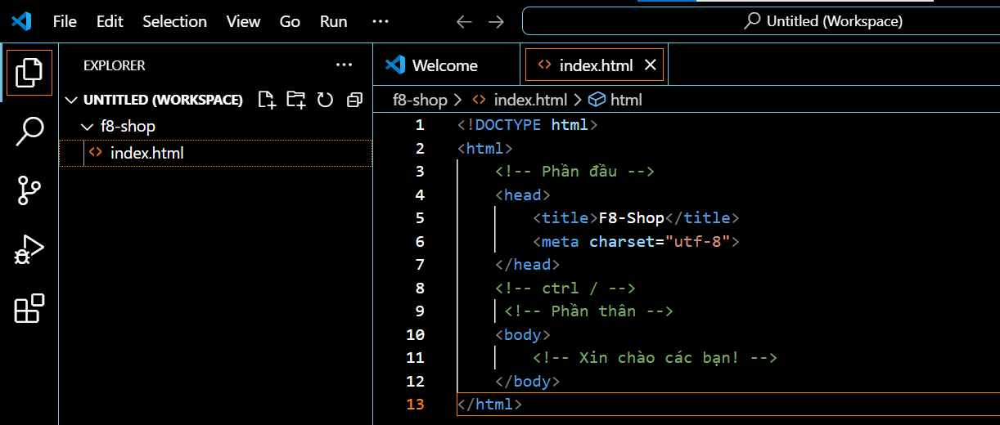 File Edit Selection View Go Run ···
Untitled (Workspace)
EXPLORER ···
UNTITLED (WORKSPACE)
f8-shop
<> index.html
Welcome
<> index.html ×
f8-shop > <> index.html > html
1 <!DOCTYPE html>
2 <html>
3 <!-- Phần đầu -->
4 <head>
5 <title>F8-Shop</title>
6 <meta charset="utf-8">
7 </head>
8 <!-- ctrl / -->
9 <!-- Phần thân -->
10 <body>
11 <!-- Xin chào các bạn! -->
12 </body>
13 </html>